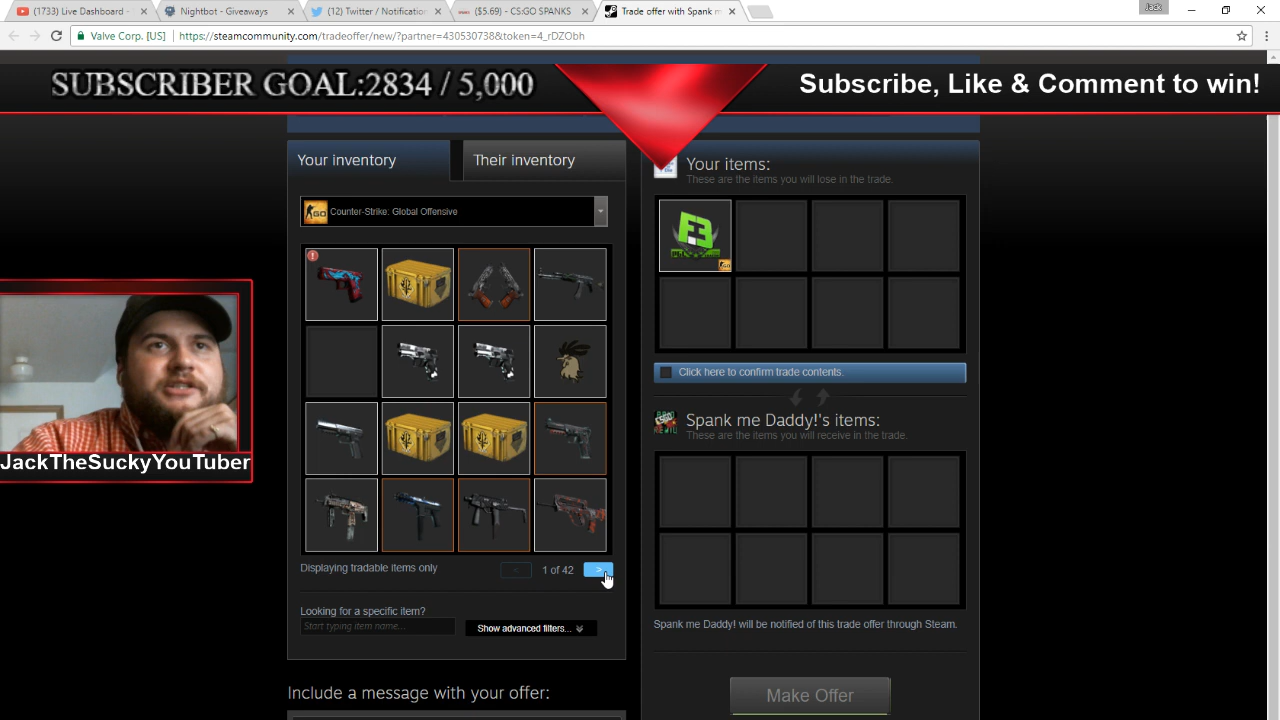 (1733) Live Dashboard -
Nightbot - Giveaways
(12) Twitter / Notification
($5.69) - CS:GO SPANKS
Trade offer with Spank m
Jack
Valve Corp. [US]
https://steamcommunity.com/tradeoffer/new/?partner=430530738&token=4_rDZObh
SUBSCRIBER GOAL:2834 / 5,000
Subscribe, Like & Comment to win!
Your inventory
Their inventory
Counter-Strike: Global Offensive
Displaying tradable items only
<
1 of 42
>
Looking for a specific item?
Start typing item name...
Show advanced filters...
Include a message with your offer:
Your items:
These are the items you will lose in the trade.
Click here to confirm trade contents.
Spank me Daddy!'s items:
These are the items you will receive in the trade.
Spank me Daddy! will be notified of this trade offer through Steam.
Make Offer
JackTheSuckyYouTuber